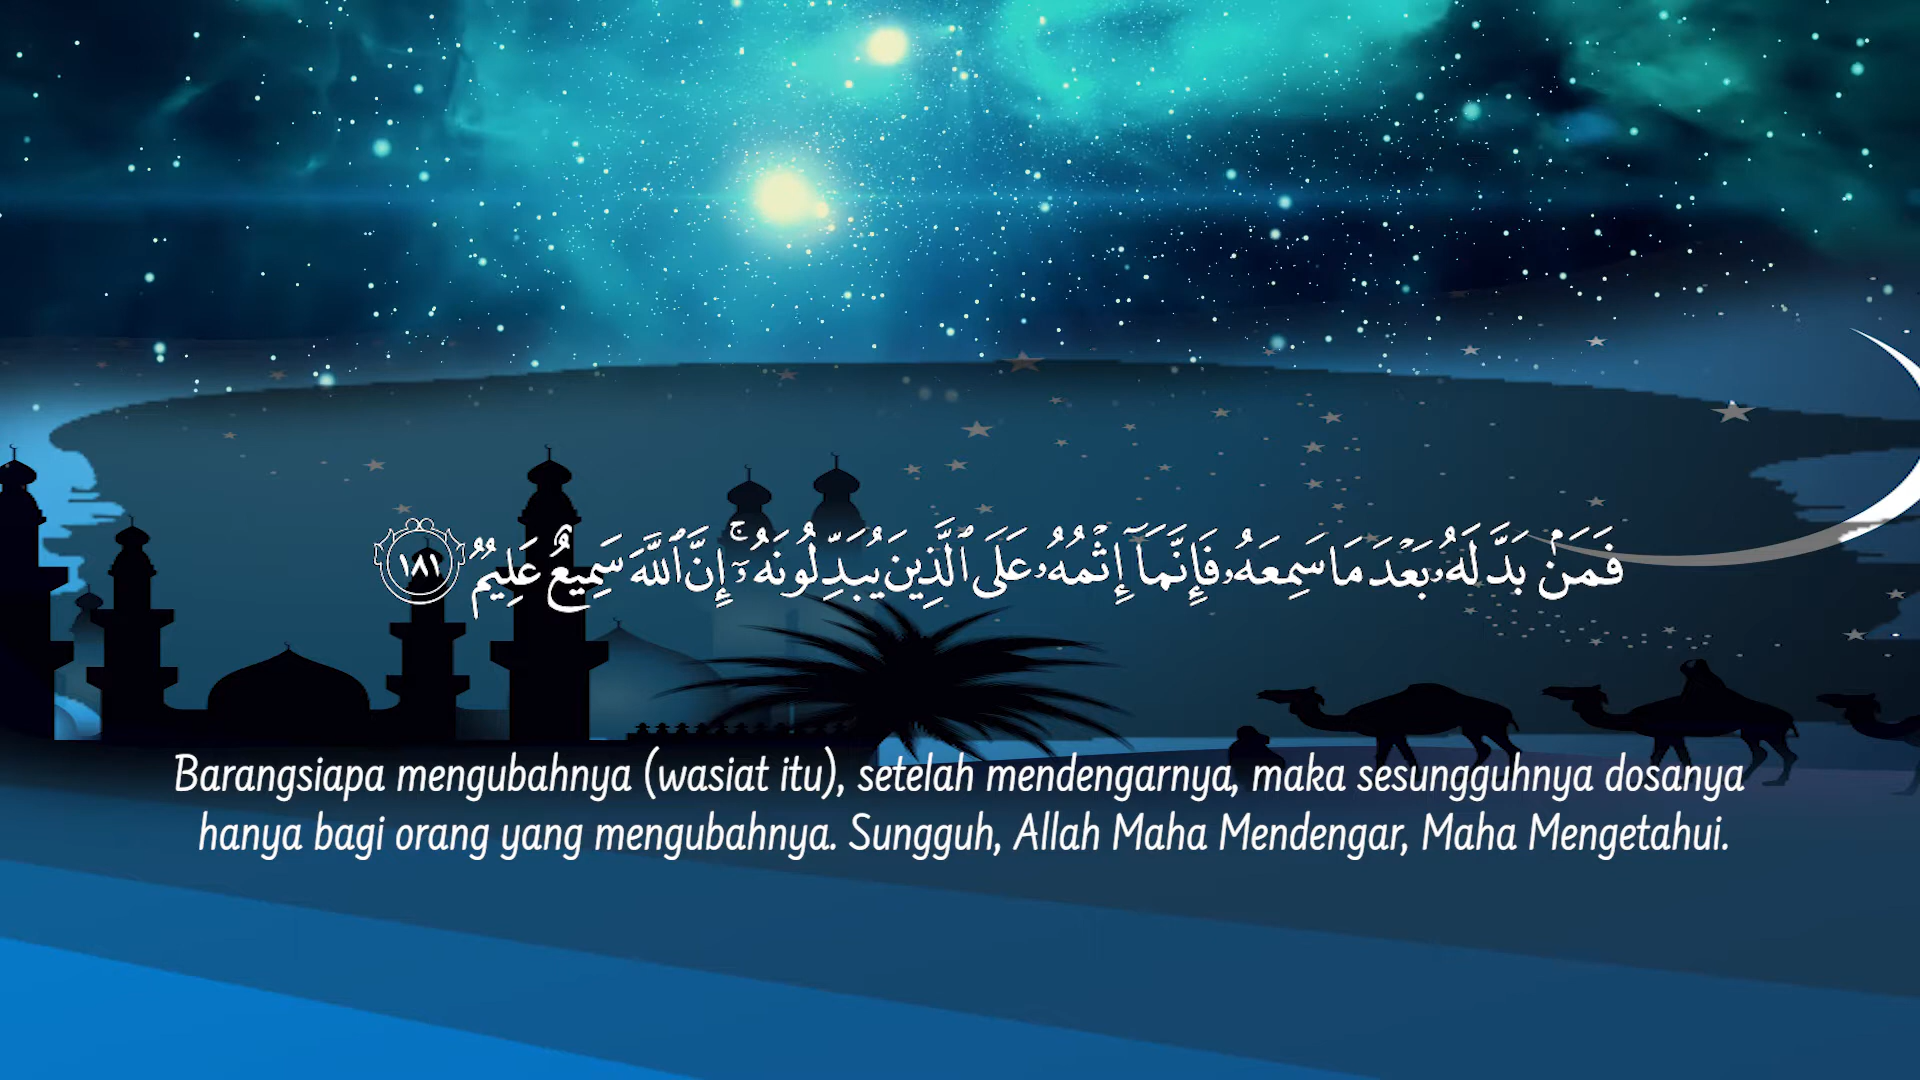 فَمَنۢ بَدَّلَهُۥ بَعۡدَ مَا سَمِعَهُۥ فَإِنَّمَآ إِثۡمُهُۥ عَلَى ٱلَّذِينَ يُبَدِّلُونَهُۥٓۚ إِنَّ ٱللَّهَ سَمِيعٌ عَلِيمٌ ١٨١
Barangsiapa mengubahnya (wasiat itu), setelah mendengarnya, maka sesungguhnya dosanya
hanya bagi orang yang mengubahnya. Sungguh, Allah Maha Mendengar, Maha Mengetahui.